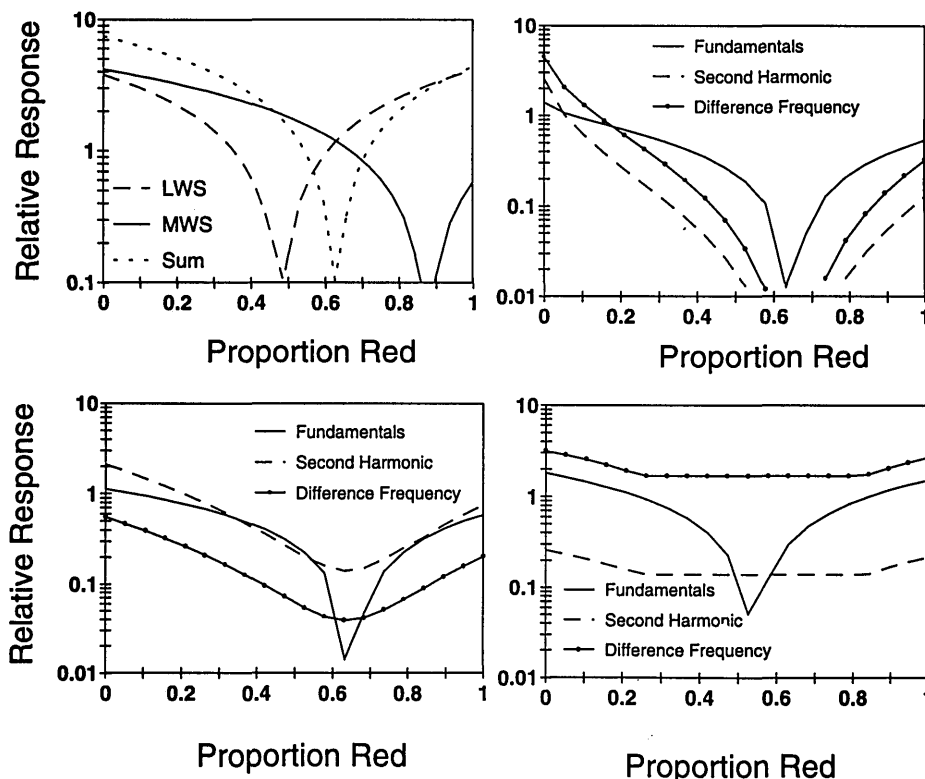 Relative Response
10
1
0.1
LWS
MWS
Sum
0 0.2 0.4 0.6 0.8 1
Proportion Red
10
1
0.1
0.01
Fundamentals
Second Harmonic
Difference Frequency
0 0.2 0.4 0.6 0.8 1
Proportion Red
Relative Response
10
1
0.1
0.01
Fundamentals
Second Harmonic
Difference Frequency
0 0.2 0.4 0.6 0.8 1
Proportion Red
10
1
0.1
0.01
Fundamentals
Second Harmonic
Difference Frequency
0 0.2 0.4 0.6 0.8 1
Proportion Red